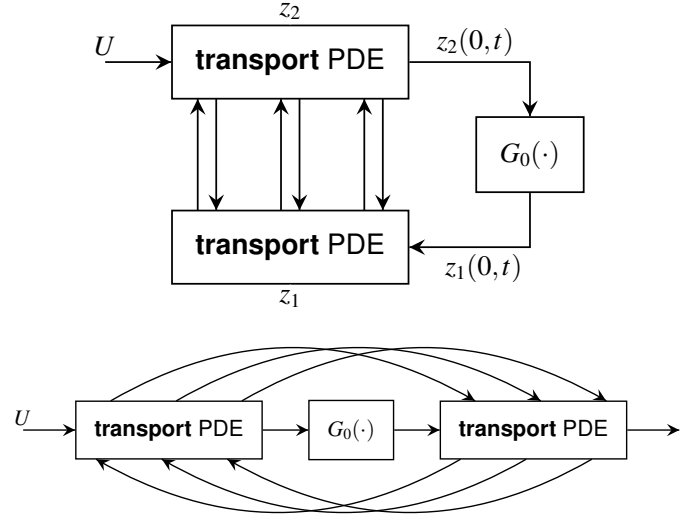 z₂
U
transport PDE
z₂(0,t)
G₀(·)
transport PDE
z₁(0,t)
z₁
U
transport PDE
G₀(·)
transport PDE